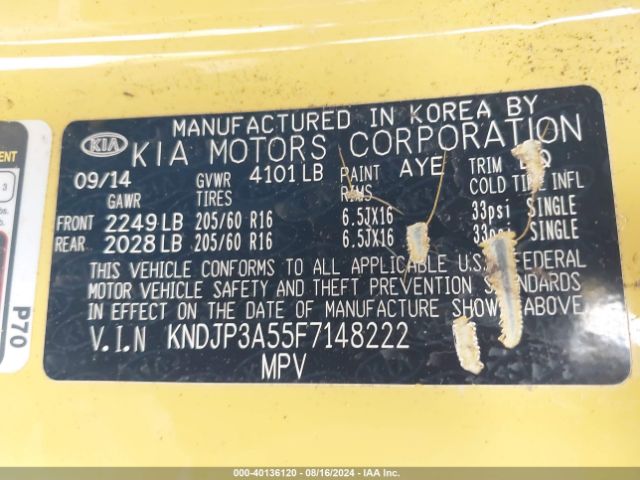 MANUFACTURED IN KOREA BY
KIA KIA MOTORS CORPORATION
09/14 GVWR 4101LB PAINT AYE TRIM
GAWR TIRES RIMS COLD TIRE INFL
FRONT 2249LB 205/60 R16 6.5JX16 33psi SINGLE
REAR 2028LB 205/60 R16 6.5JX16 33psi SINGLE
THIS VEHICLE CONFORMS TO ALL APPLICABLE U.S. FEDERAL
MOTOR VEHICLE SAFETY AND THEFT PREVENTION STANDARDS
IN EFFECT ON THE DATE OF MANUFACTURE SHOWN ABOVE.
V.I.N KNDJP3A55F7148222
MPV
3
P70
000 - 40136120 - 08/16/2024 - IAA Inc.